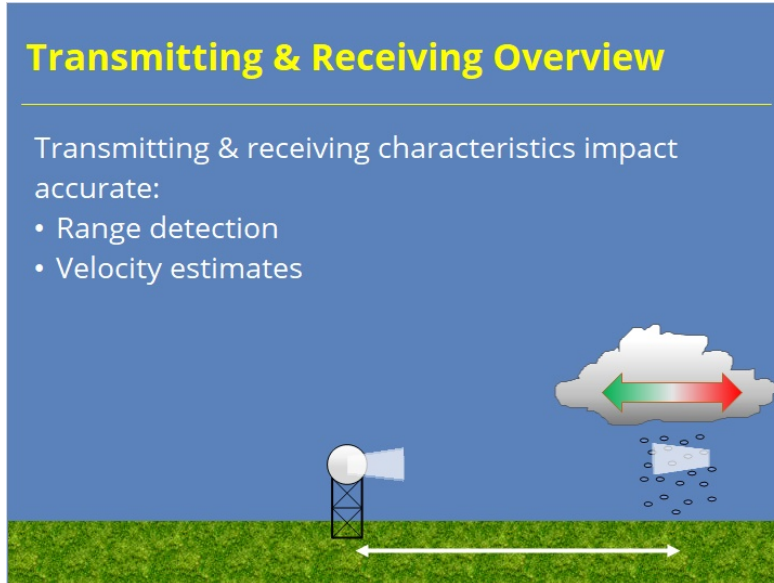 Transmitting & Receiving Overview
Transmitting & receiving characteristics impact
accurate:
• Range detection
• Velocity estimates